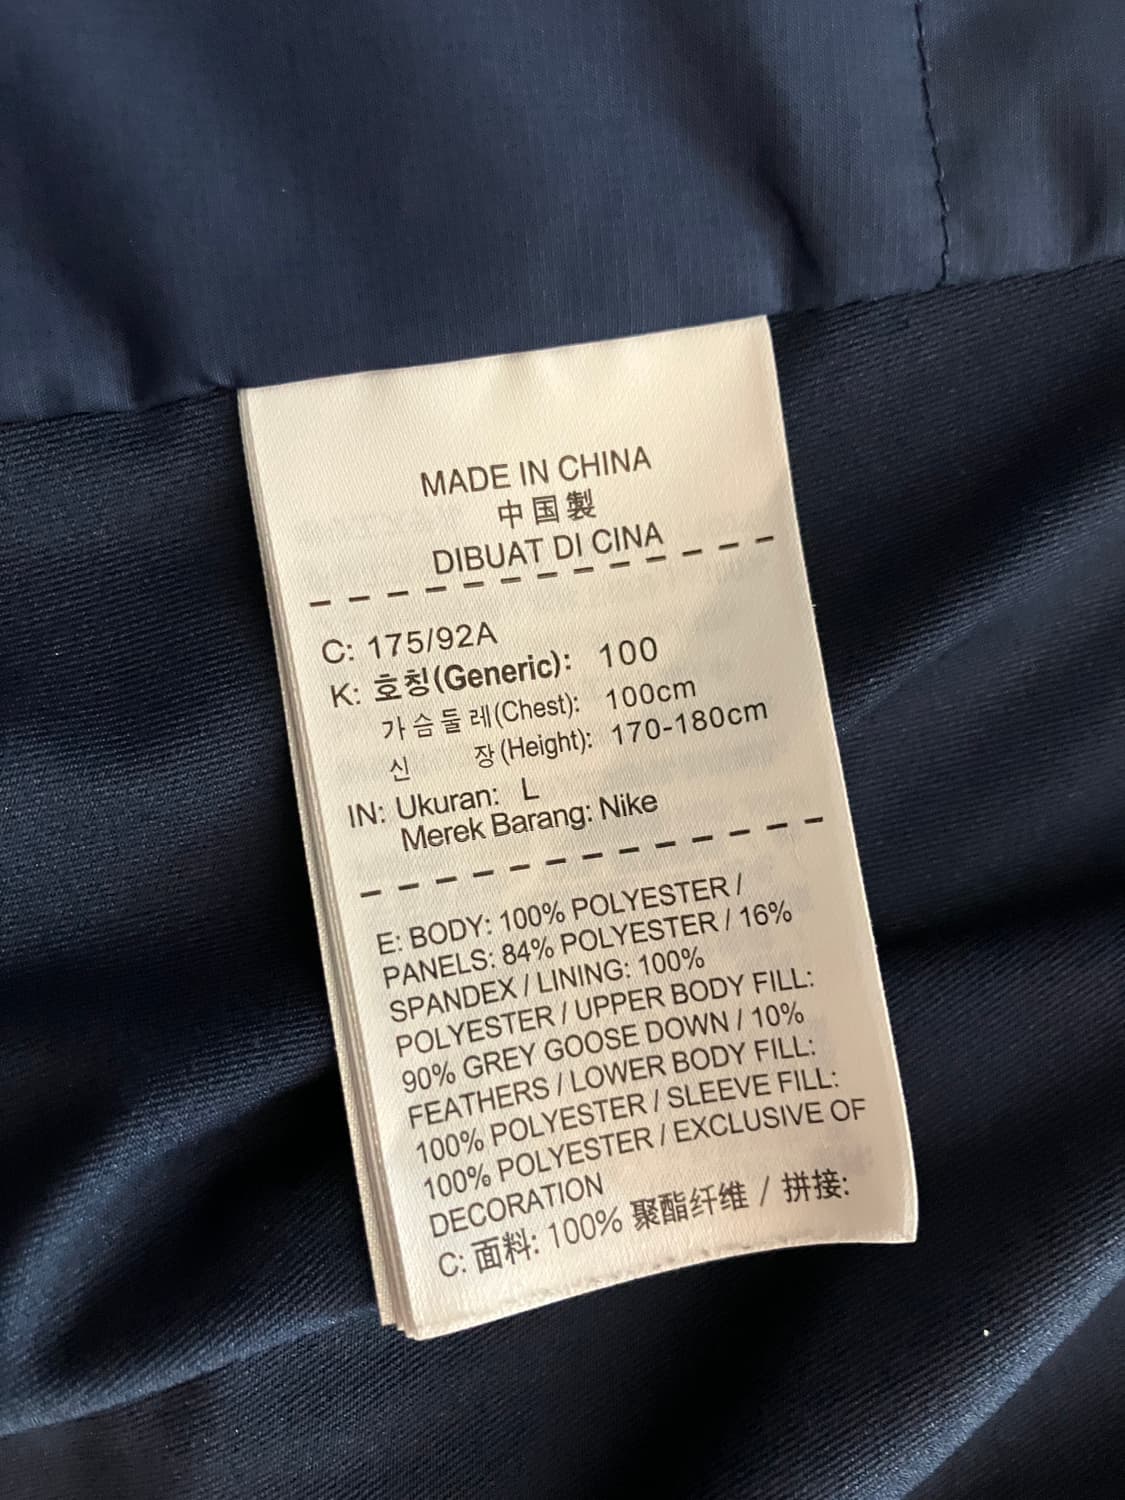 MADE IN CHINA
中国製
DIBUAT DI CINA
C: 175/92A
K: 호칭(Generic): 100
가슴둘레(Chest): 100cm
신 장(Height): 170-180cm
IN: Ukuran: L
Merek Barang: Nike
E: BODY: 100% POLYESTER /
PANELS: 84% POLYESTER / 16%
SPANDEX / LINING: 100%
POLYESTER / UPPER BODY FILL:
90% GREY GOOSE DOWN / 10%
FEATHERS / LOWER BODY FILL:
100% POLYESTER / SLEEVE FILL:
100% POLYESTER / EXCLUSIVE OF
DECORATION
C: 面料: 100% 聚酯纤维 / 拼接: